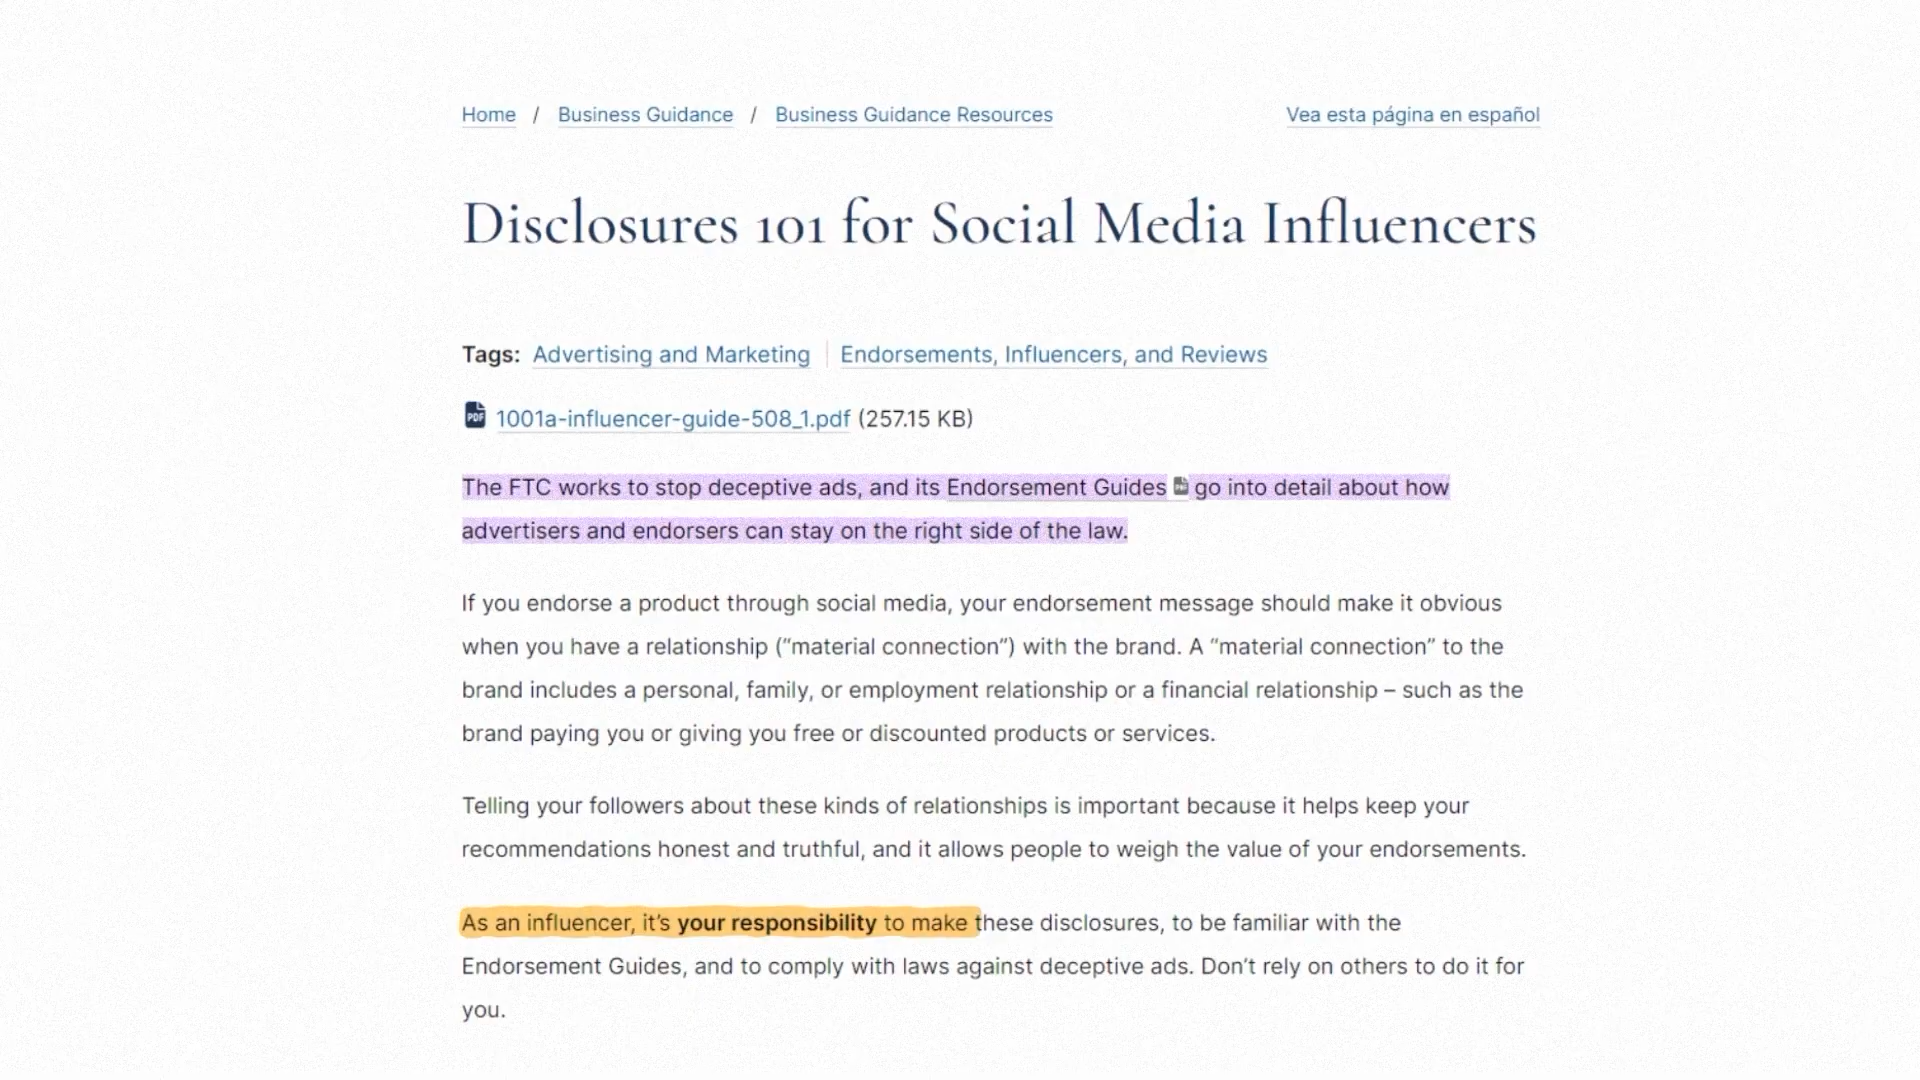 Home / Business Guidance / Business Guidance Resources Vea esta página en español
Disclosures 101 for Social Media Influencers
Tags: Advertising and Marketing | Endorsements, Influencers, and Reviews
PDF 1001a-influencer-guide-508_1.pdf (257.15 KB)
The FTC works to stop deceptive ads, and its Endorsement Guides go into detail about how
advertisers and endorsers can stay on the right side of the law.
If you endorse a product through social media, your endorsement message should make it obvious
when you have a relationship (“material connection”) with the brand. A “material connection” to the
brand includes a personal, family, or employment relationship or a financial relationship – such as the
brand paying you or giving you free or discounted products or services.
Telling your followers about these kinds of relationships is important because it helps keep your
recommendations honest and truthful, and it allows people to weigh the value of your endorsements.
As an influencer, it’s your responsibility to make these disclosures, to be familiar with the
Endorsement Guides, and to comply with laws against deceptive ads. Don’t rely on others to do it for
you.